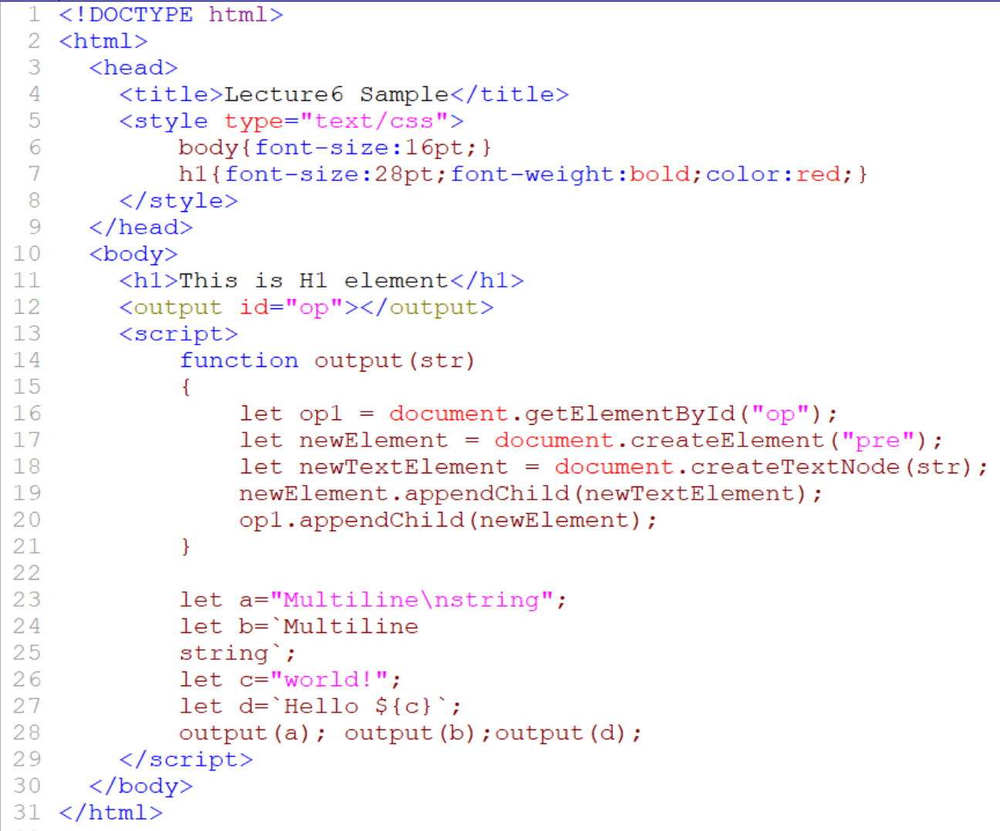 1 <!DOCTYPE html>
2 <html>
3   <head>
4     <title>Lecture6 Sample</title>
5     <style type="text/css">
6         body{font-size:16pt;}
7         h1{font-size:28pt;font-weight:bold;color:red;}
8     </style>
9   </head>
10   <body>
11     <h1>This is H1 element</h1>
12     <output id="op"></output>
13     <script>
14         function output(str)
15         {
16             let op1 = document.getElementById("op");
17             let newElement = document.createElement("pre");
18             let newTextElement = document.createTextNode(str);
19             newElement.appendChild(newTextElement);
20             op1.appendChild(newElement);
21         }
22
23         let a="Multiline\nstring";
24         let b=`Multiline
25         string`;
26         let c="world!";
27         let d=`Hello ${c}`;
28         output(a); output(b);output(d);
29     </script>
30   </body>
31 </html>